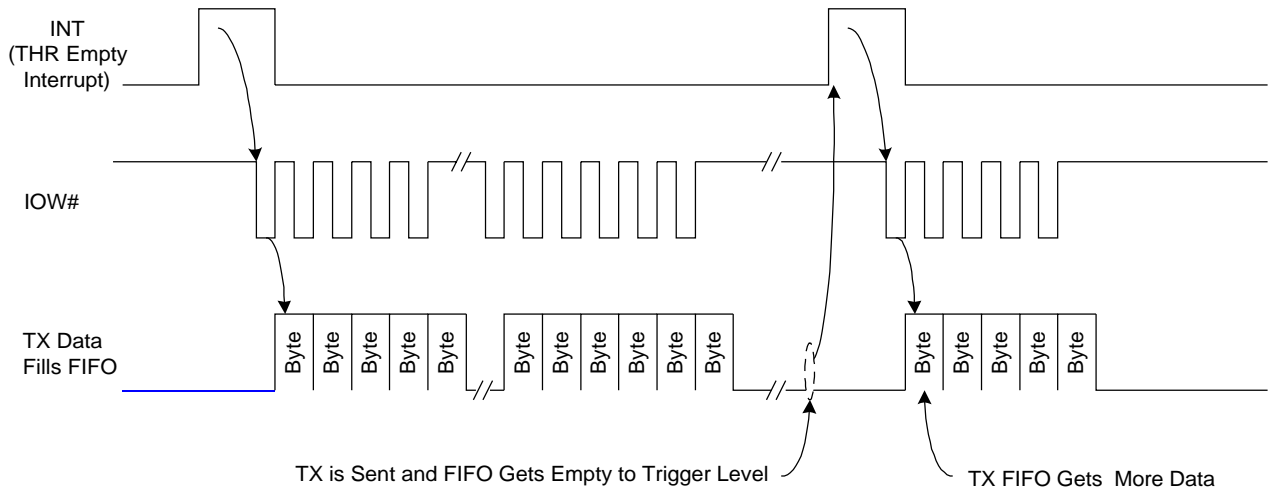 INT
(THR Empty
Interrupt)
IOW#
TX Data
Fills FIFO
Byte Byte Byte Byte Byte Byte Byte Byte Byte Byte Byte Byte Byte Byte Byte Byte
TX is Sent and FIFO Gets Empty to Trigger Level
TX FIFO Gets More Data